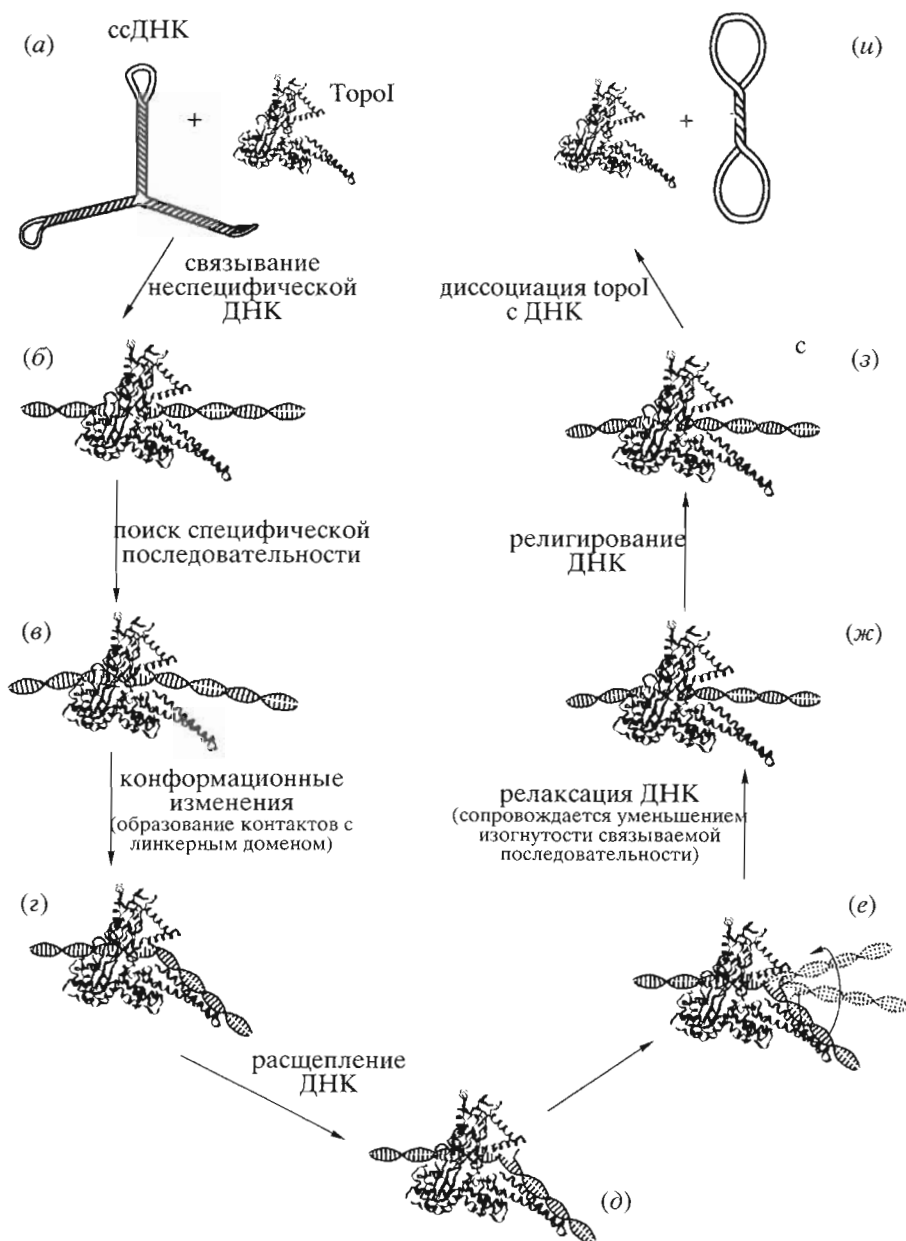 (а)
ссДНК
+
TopoI
связывание
неспецифической
ДНК
(б)
поиск специфической
последовательности
(в)
конформационные
изменения
(образование контактов с
линкерным доменом)
(г)
расщепление
ДНК
(д)
(е)
релаксация ДНК
(сопровождается уменьшением
изогнутости связываемой
последовательности)
(ж)
религирование
ДНК
(з)
с
диссоциация topoI
с ДНК
+
(и)